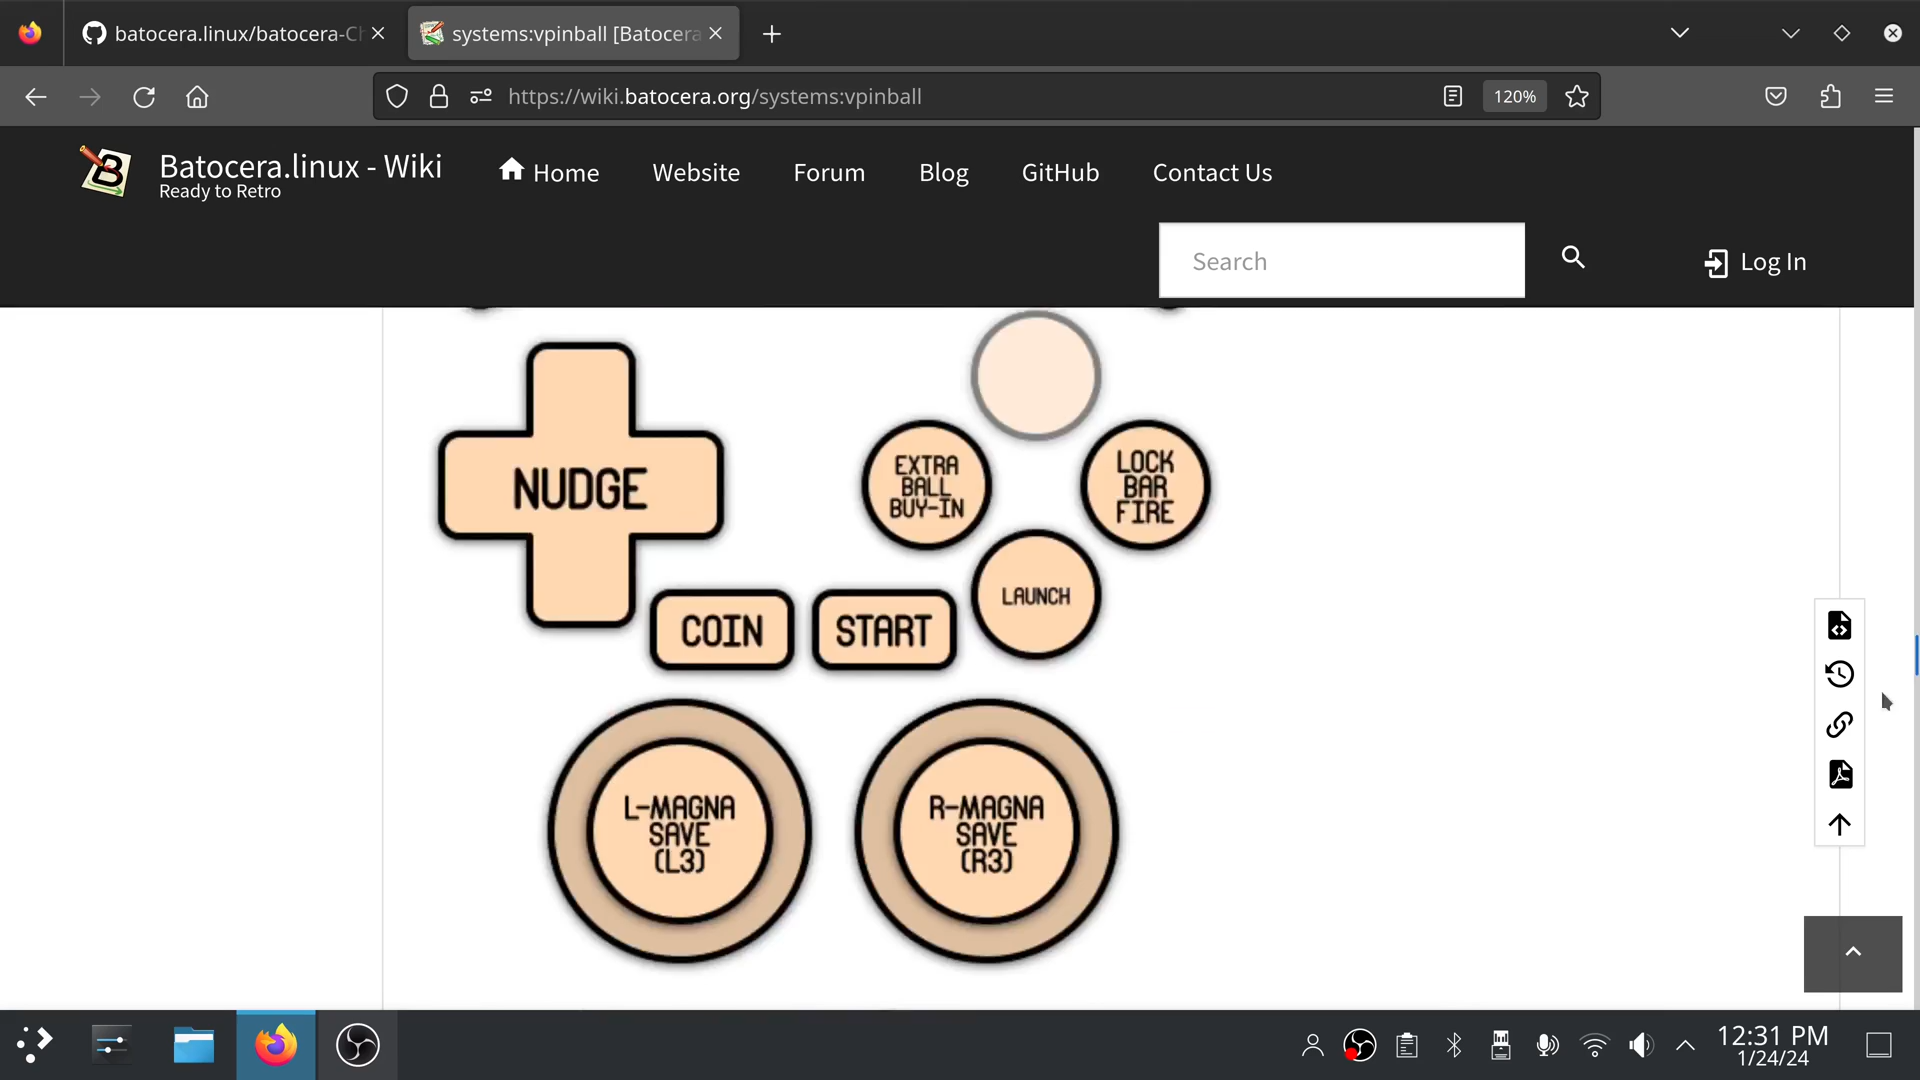 batocera.linux/batocera-Ch
systems:vpinball [Batocera
https://wiki.batocera.org/systems:vpinball
120%
Batocera.linux - Wiki
Ready to Retro
Home
Website
Forum
Blog
GitHub
Contact Us
Search
Log In
NUDGE
EXTRA
BALL
BUY-IN
LOCK
BAR
FIRE
LAUNCH
COIN
START
L-MAGNA
SAVE
(L3)
R-MAGNA
SAVE
(R3)
12:31 PM
1/24/24